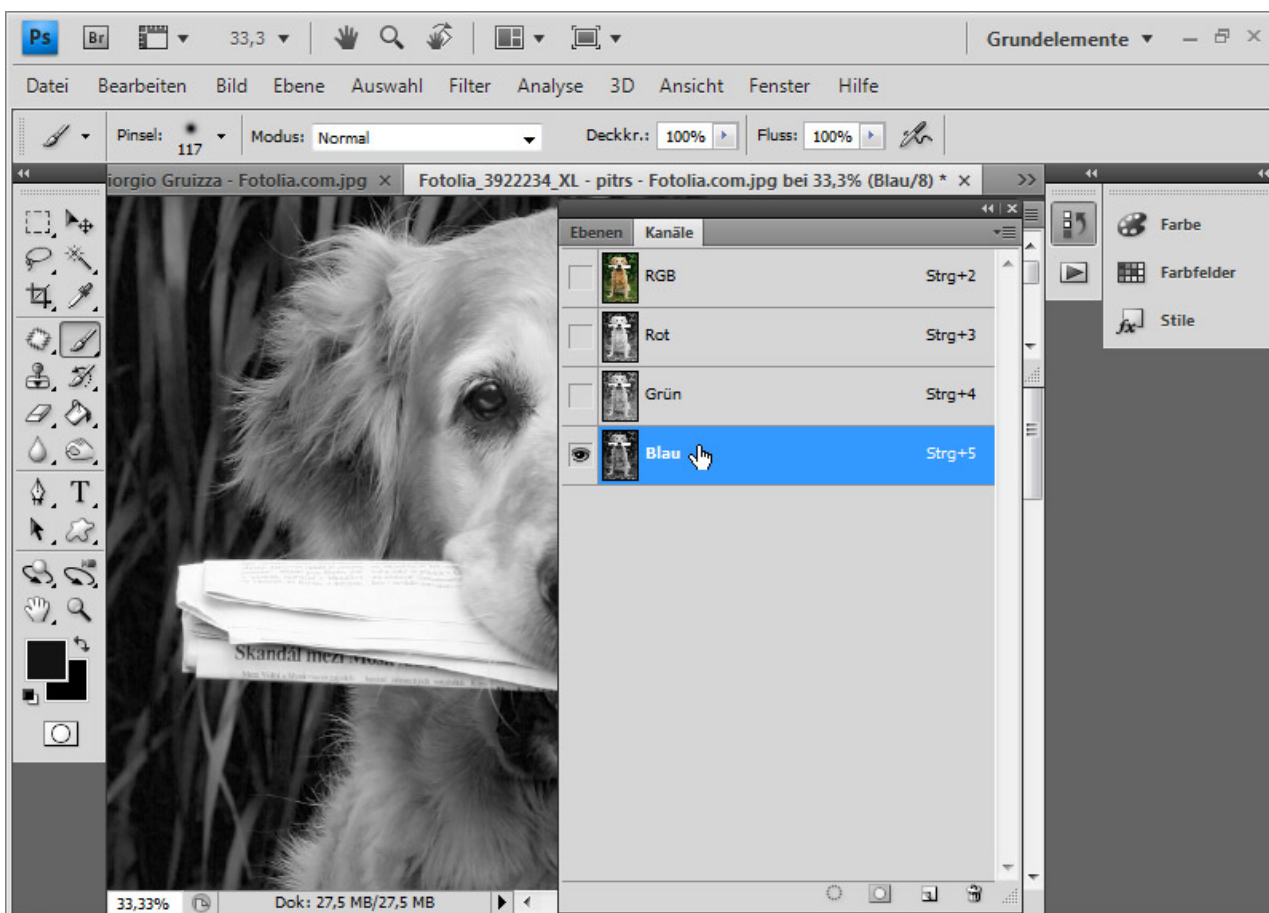 Ps Br 33,3 Grundelemente
Datei Bearbeiten Bild Ebene Auswahl Filter Analyse 3D Ansicht Fenster Hilfe
Pinsel: 117 Modus: Normal Deckkr.: 100% Fluss: 100%
iorgio Gruizza - Fotolia.com.jpg × Fotolia_3922234_XL - pitrs - Fotolia.com.jpg bei 33,3% (Blau/8) * ×
Ebenen Kanäle
RGB Strg+2
Rot Strg+3
Grün Strg+4
Blau Strg+5
Farbe
Farbfelder
fx Stile
T
Skandál mezi
33,33% Dok: 27,5 MB/27,5 MB